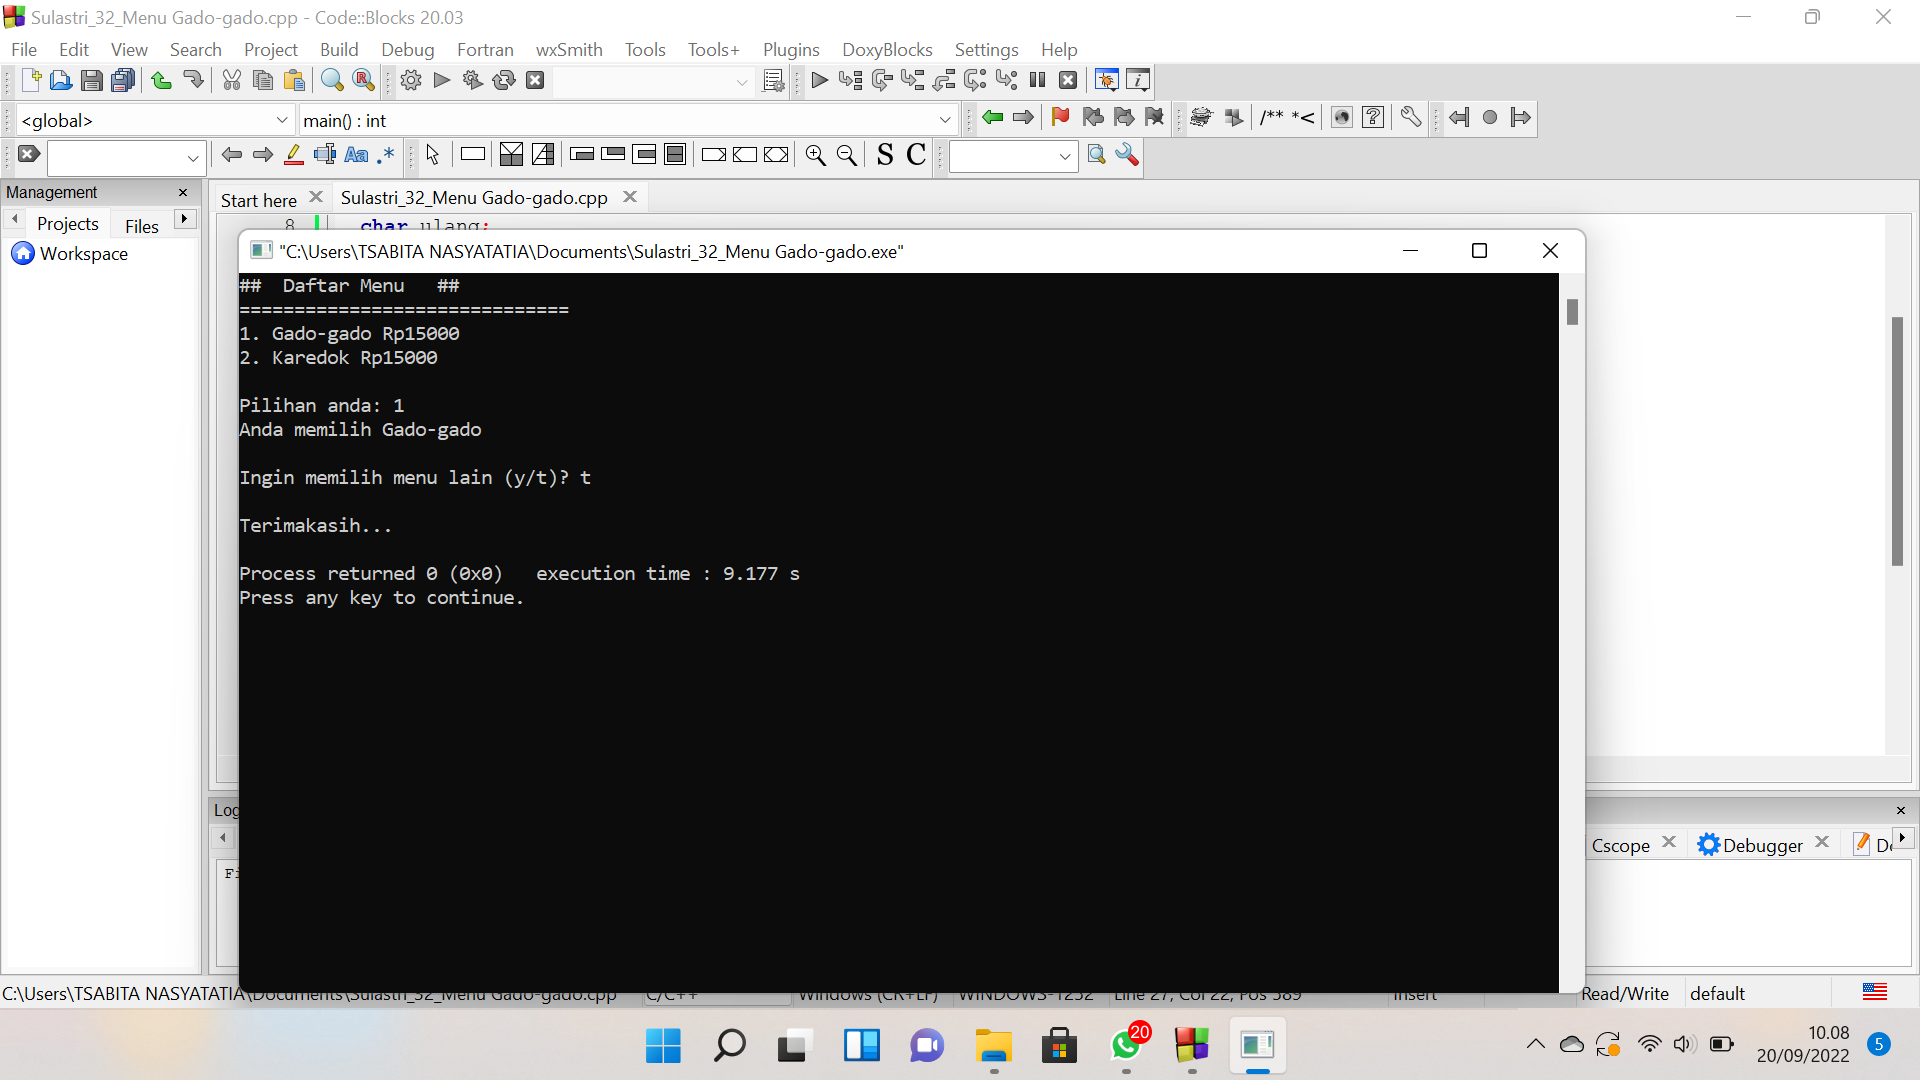 Sulastri_32_Menu Gado-gado.cpp - Code::Blocks 20.03
File Edit View Search Project Build Debug Fortran wxSmith Tools Tools+ Plugins DoxyBlocks Settings Help
<global> main() : int /** *<
Aa .* S C
Management
Start here Sulastri_32_Menu Gado-gado.cpp
Projects Files
8 char ulang;
Workspace
"C:\Users\TSABITA NASYATATIA\Documents\Sulastri_32_Menu Gado-gado.exe"
## Daftar Menu ##
==============================
1. Gado-gado Rp15000
2. Karedok Rp15000
Pilihan anda: 1
Anda memilih Gado-gado
Ingin memilih menu lain (y/t)? t
Terimakasih...
Process returned 0 (0x0) execution time : 9.177 s
Press any key to continue.
Log
Cscope Debugger
C:\Users\TSABITA NASYATATIA\Documents\Sulastri_32_Menu Gado-gado.cpp C/C++ Windows (CR+LF) WINDOWS-1252 Line 27, Col 22, Pos 589 Insert Read/Write default
20
10.08
20/09/2022
5